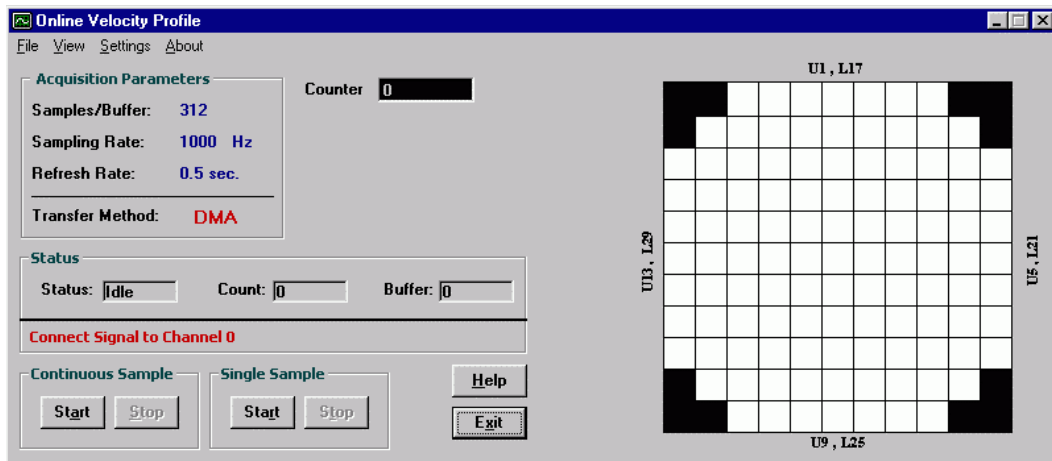 Online Velocity Profile
File View Settings About
Acquisition Parameters
Samples/Buffer: 312
Sampling Rate: 1000 Hz
Refresh Rate: 0.5 sec.
Transfer Method: DMA
Counter 0
Status
Status: Idle Count: 0 Buffer: 0
Connect Signal to Channel 0
Continuous Sample
Start Stop
Single Sample
Start Stop
Help
Exit
U1 , L17
U13 , L29
U5 , L21
U9 , L25